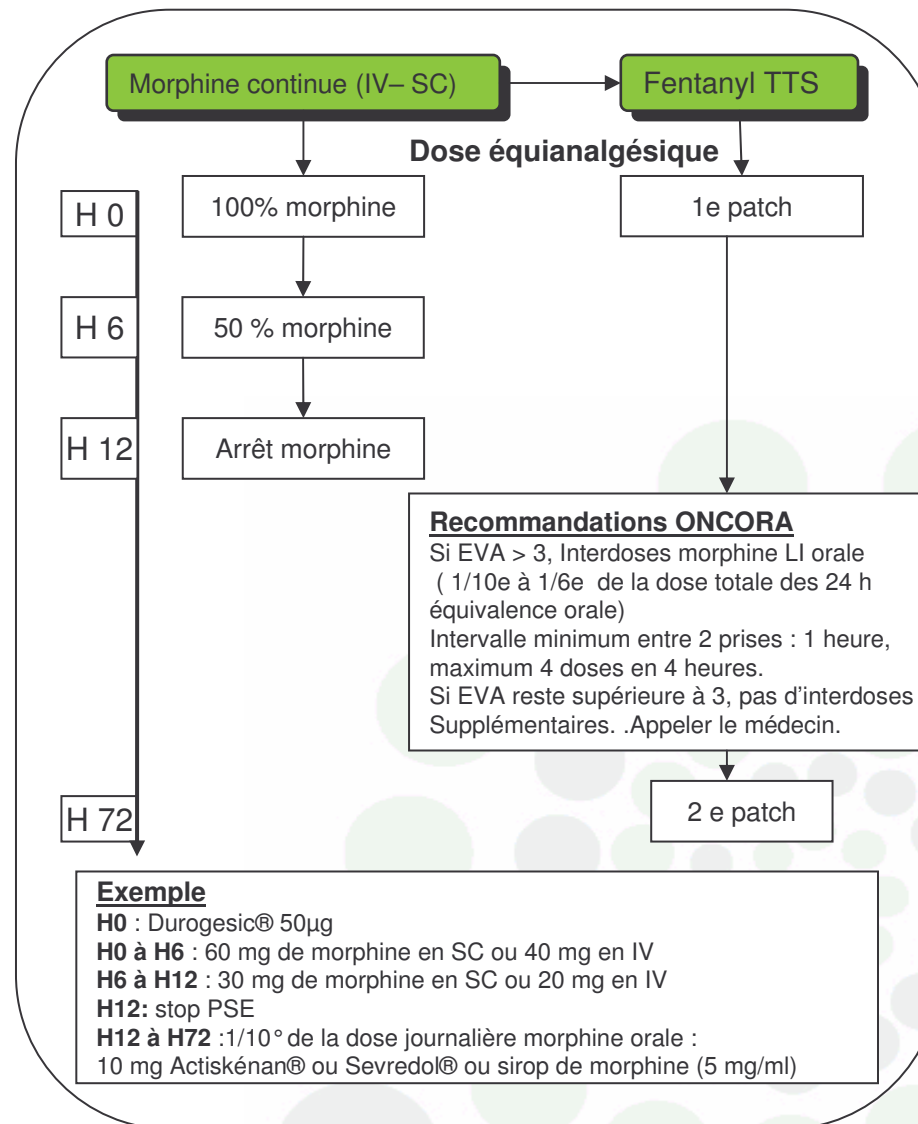 Morphine continue (IV– SC)
Fentanyl TTS
Dose équianalgésique
H 0
100% morphine
1e patch
H 6
50 % morphine
H 12
Arrêt morphine
Recommandations ONCORA
Si EVA > 3, Interdoses morphine LI orale
( 1/10e à 1/6e de la dose totale des 24 h
équivalence orale)
Intervalle minimum entre 2 prises : 1 heure,
maximum 4 doses en 4 heures.
Si EVA reste supérieure à 3, pas d'interdoses
Supplémentaires. .Appeler le médecin.
H 72
2 e patch
Exemple
H0 : Durogesic® 50µg
H0 à H6 : 60 mg de morphine en SC ou 40 mg en IV
H6 à H12 : 30 mg de morphine en SC ou 20 mg en IV
H12: stop PSE
H12 à H72 :1/10° de la dose journalière morphine orale :
10 mg Actiskénan® ou Sevredol® ou sirop de morphine (5 mg/ml)